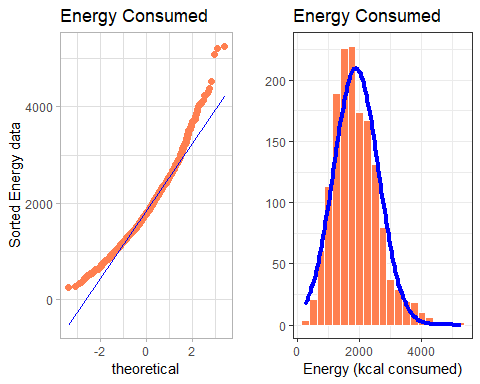 Energy Consumed
Sorted Energy data
4000
2000
0
-2
0
2
theoretical
Energy Consumed
200
150
100
50
0
0
2000
4000
Energy (kcal consumed)